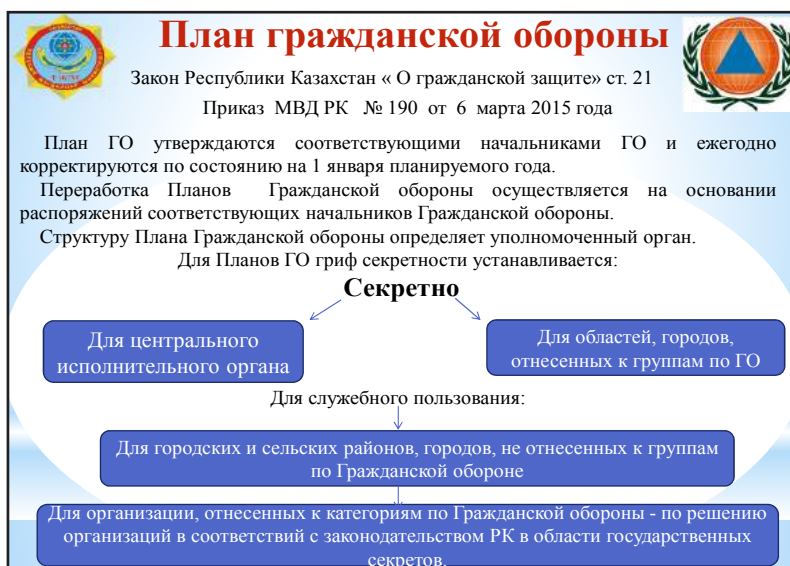 План гражданской обороны
Закон Республики Казахстан « О гражданской защите» ст. 21
Приказ МВД РК № 190 от 6 марта 2015 года
План ГО утверждаются соответствующими начальниками ГО и ежегодно
корректируются по состоянию на 1 января планируемого года.
Переработка Планов Гражданской обороны осуществляется на основании
распоряжений соответствующих начальников Гражданской обороны.
Структуру Плана Гражданской обороны определяет уполномоченный орган.
Для Планов ГО гриф секретности устанавливается:
Секретно
Для центрального
исполнительного органа
Для областей, городов,
отнесенных к группам по ГО
Для служебного пользования:
Для городских и сельских районов, городов, не отнесенных к группам
по Гражданской обороне
Для организации, отнесенных к категориям по Гражданской обороны - по решению
организаций в соответствий с законодательством РК в области государственных
секретов.